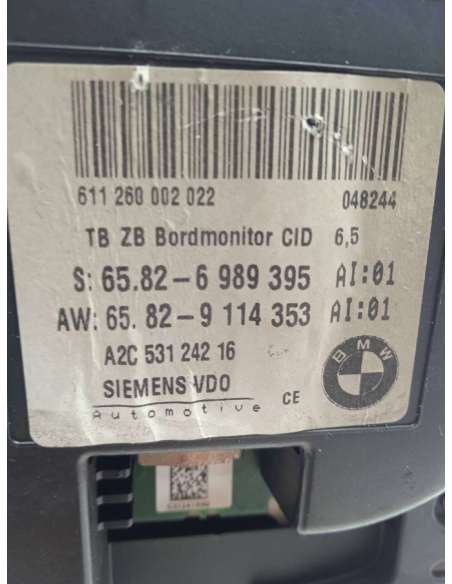 611 260 002 022 048244
TB ZB Bordmonitor CID 6,5
S: 65.82-6 989 395 AI:01
AW: 65.82-9 114 353 AI:01
A2C 531 242 16
SIEMENS VDO
Automotive CE
BMW